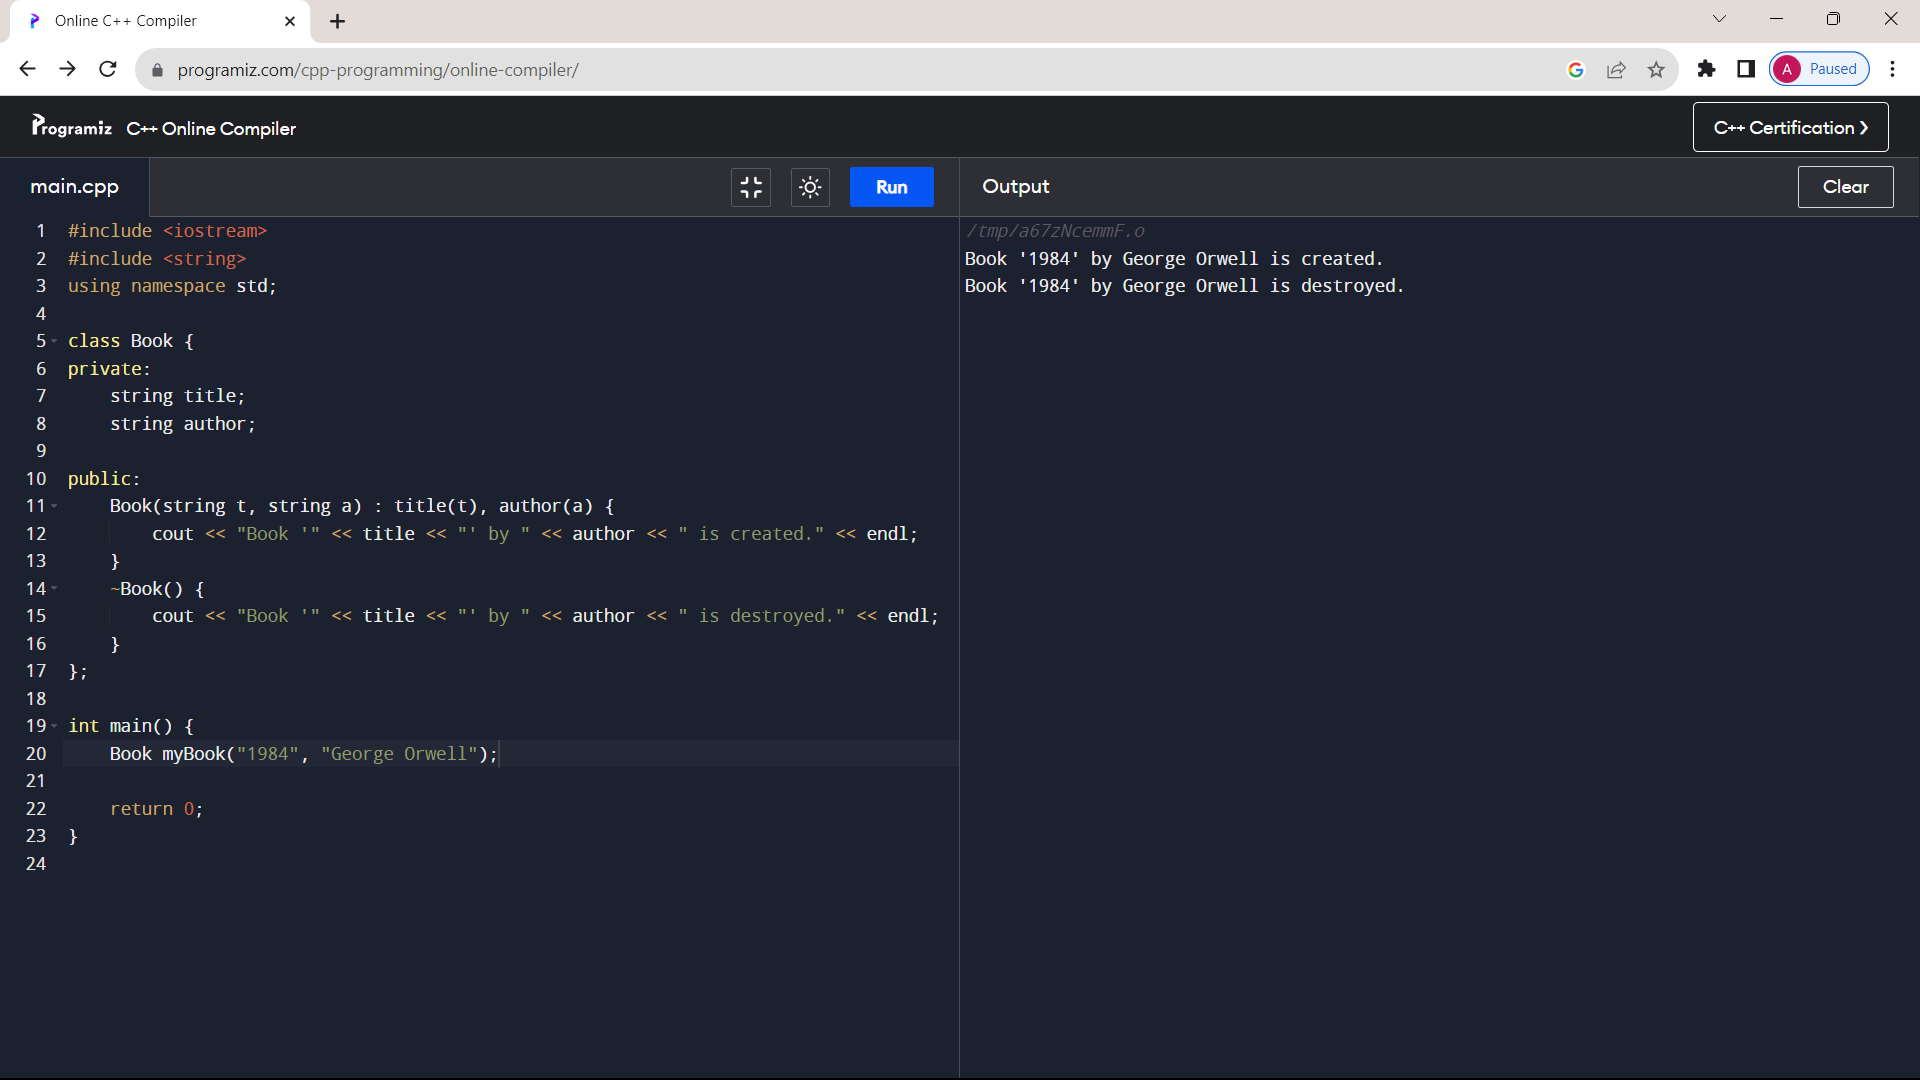 Online C++ Compiler
programiz.com/cpp-programming/online-compiler/
A Paused
Programiz C++ Online Compiler
C++ Certification ❯
main.cpp
Run
Output
Clear
1 #include <iostream>
2 #include <string>
3 using namespace std;
4
5 class Book {
6 private:
7     string title;
8     string author;
9
10 public:
11     Book(string t, string a) : title(t), author(a) {
12         cout << "Book '" << title << "' by " << author << " is created." << endl;
13     }
14     ~Book() {
15         cout << "Book '" << title << "' by " << author << " is destroyed." << endl;
16     }
17 };
18
19 int main() {
20     Book myBook("1984", "George Orwell");
21
22     return 0;
23 }
24
/tmp/a67zNcemmF.o
Book '1984' by George Orwell is created.
Book '1984' by George Orwell is destroyed.